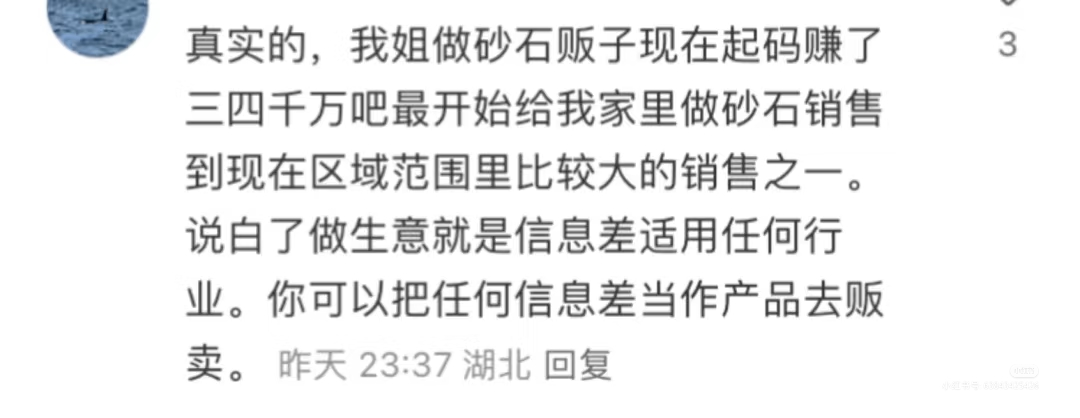 真实的，我姐做砂石贩子现在起码赚了
3
三四千万吧最开始给我家里做砂石销售
到现在区域范围里比较大的销售之一。
说白了做生意就是信息差适用任何行
业。你可以把任何信息差当作产品去贩
卖。 昨天 23:37 湖北 回复